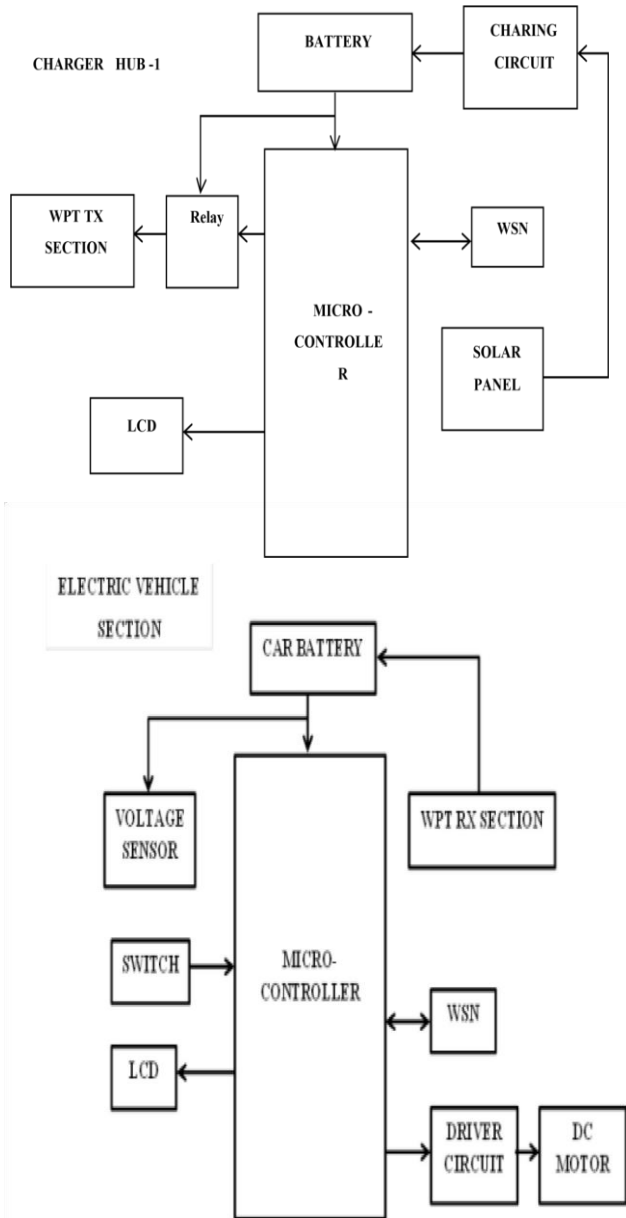 BATTERY
CHARING
CIRCUIT
CHARGER HUB -1
WPT TX
SECTION
Relay
WSN
MICRO -
CONTROLLE
R
SOLAR
PANEL
LCD
ELECTRIC VEHICLE
SECTION
CAR BATTERY
VOLTAGE
SENSOR
WPT RX SECTION
SWITCH
MICRO-
CONTROLLER
WSN
LCD
DRIVER
CIRCUIT
DC
MOTOR